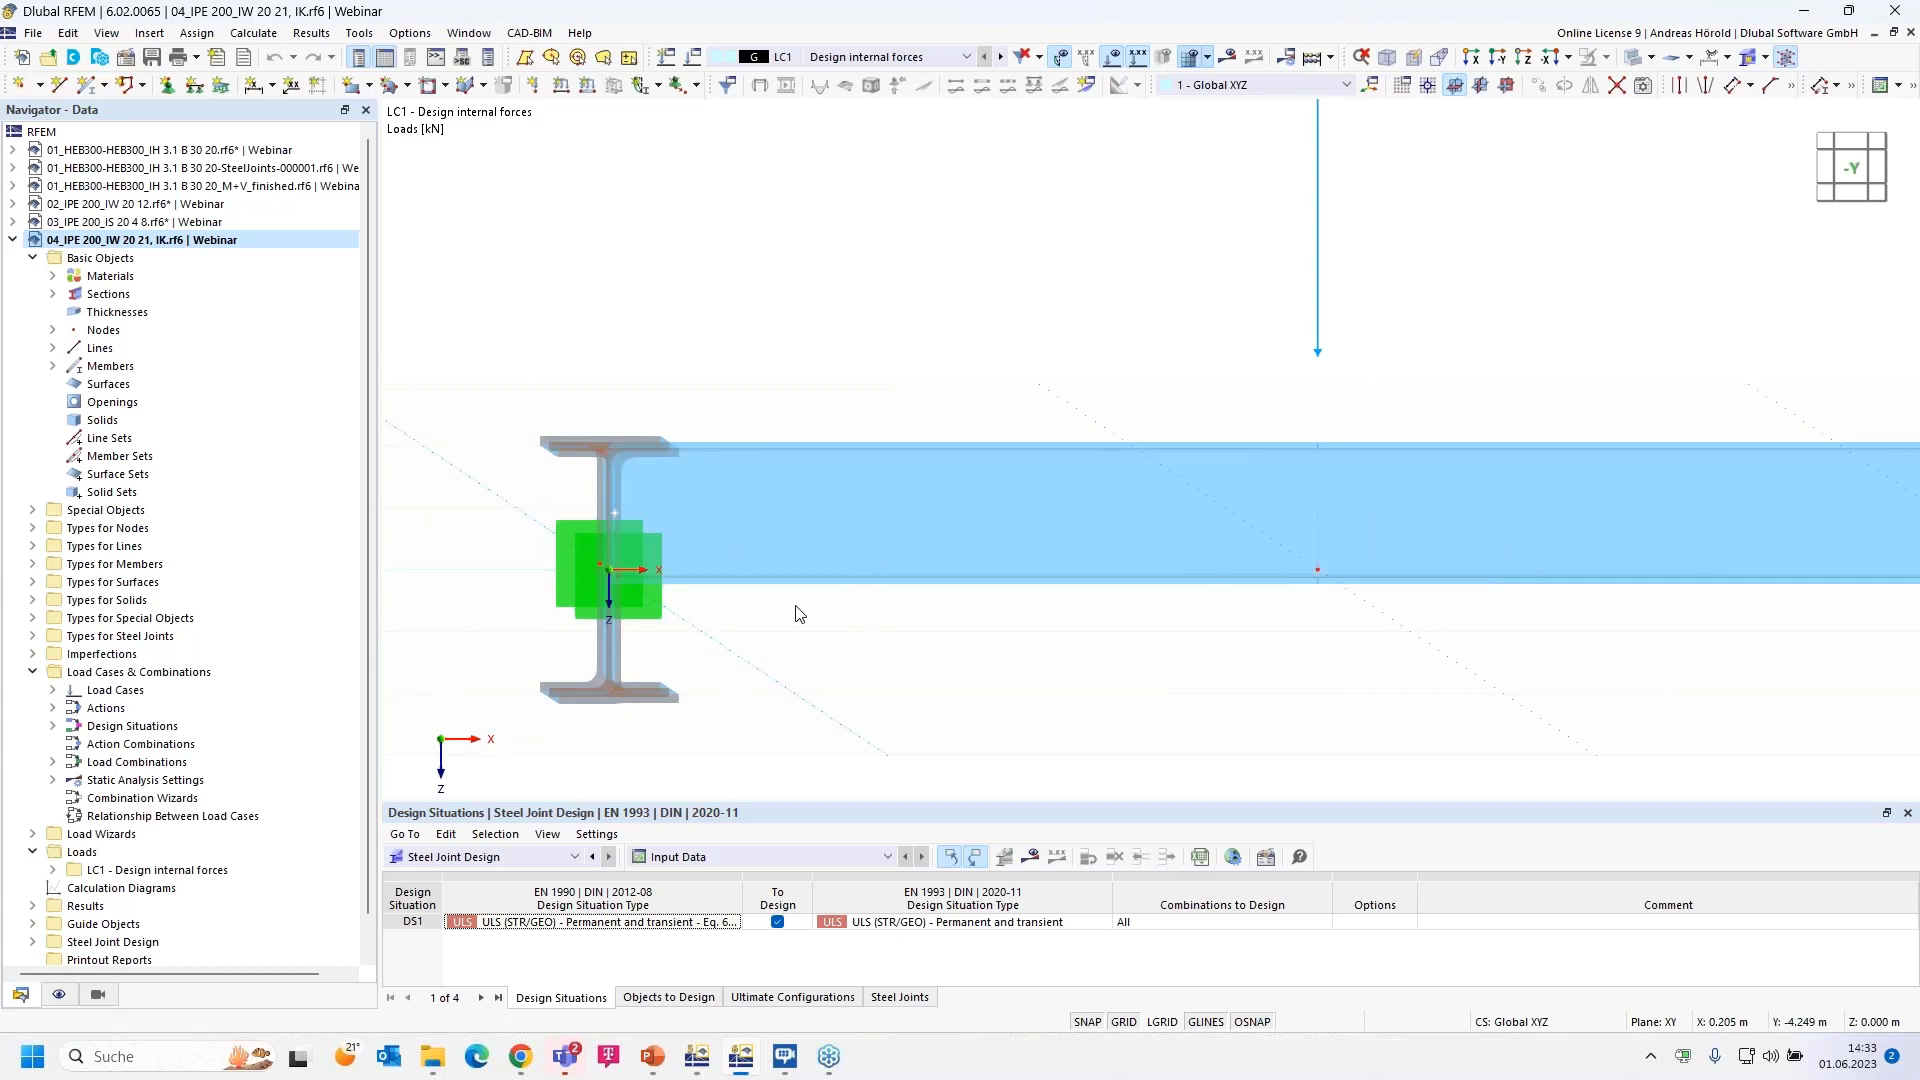 Dlubal RFEM | 6.02.0065 | 04_IPE 200_IW 20 21, IK.rf6 | Webinar
File Edit View Insert Assign Calculate Results Tools Options Window CAD-BIM Help
Online License 9 | Andreas Hörold | Dlubal Software GmbH
G LC1 Design internal forces
1 - Global XYZ
Navigator - Data
LC1 - Design internal forces
Loads [kN]
RFEM
01_HEB300-HEB300_IH 3.1 B 30 20.rf6* | Webinar
01_HEB300-HEB300_IH 3.1 B 30 20-SteelJoints-000001.rf6 | We
01_HEB300-HEB300_IH 3.1 B 30 20_M+V_finished.rf6 | Webina
02_IPE 200_IW 20 12.rf6* | Webinar
03_IPE 200_IS 20 4 8.rf6* | Webinar
04_IPE 200_IW 20 21, IK.rf6 | Webinar
Basic Objects
Materials
Sections
Thicknesses
Nodes
Lines
Members
Surfaces
Openings
Solids
Line Sets
Member Sets
Surface Sets
Solid Sets
Special Objects
Types for Nodes
Types for Lines
Types for Members
Types for Surfaces
Types for Solids
Types for Special Objects
Types for Steel Joints
Imperfections
Load Cases & Combinations
Load Cases
Actions
Design Situations
Action Combinations
Load Combinations
Static Analysis Settings
Combination Wizards
Relationship Between Load Cases
Load Wizards
Loads
LC1 - Design internal forces
Calculation Diagrams
Results
Guide Objects
Steel Joint Design
Printout Reports
-Y
X
Z
X
Z
Design Situations | Steel Joint Design | EN 1993 | DIN | 2020-11
Go To Edit Selection View Settings
Steel Joint Design Input Data
Design Situation
EN 1990 | DIN | 2012-08
Design Situation Type
To Design
EN 1993 | DIN | 2020-11
Design Situation Type
Combinations to Design
Options
Comment
DS1 ULS ULS (STR/GEO) - Permanent and transient - Eq. 6... ULS ULS (STR/GEO) - Permanent and transient All
1 of 4 Design Situations Objects to Design Ultimate Configurations Steel Joints
SNAP GRID LGRID GLINES OSNAP CS: Global XYZ Plane: XY X: 0.205 m Y: -4.249 m Z: 0.000 m
Suche
21°
2
14:33
01.06.2023
2